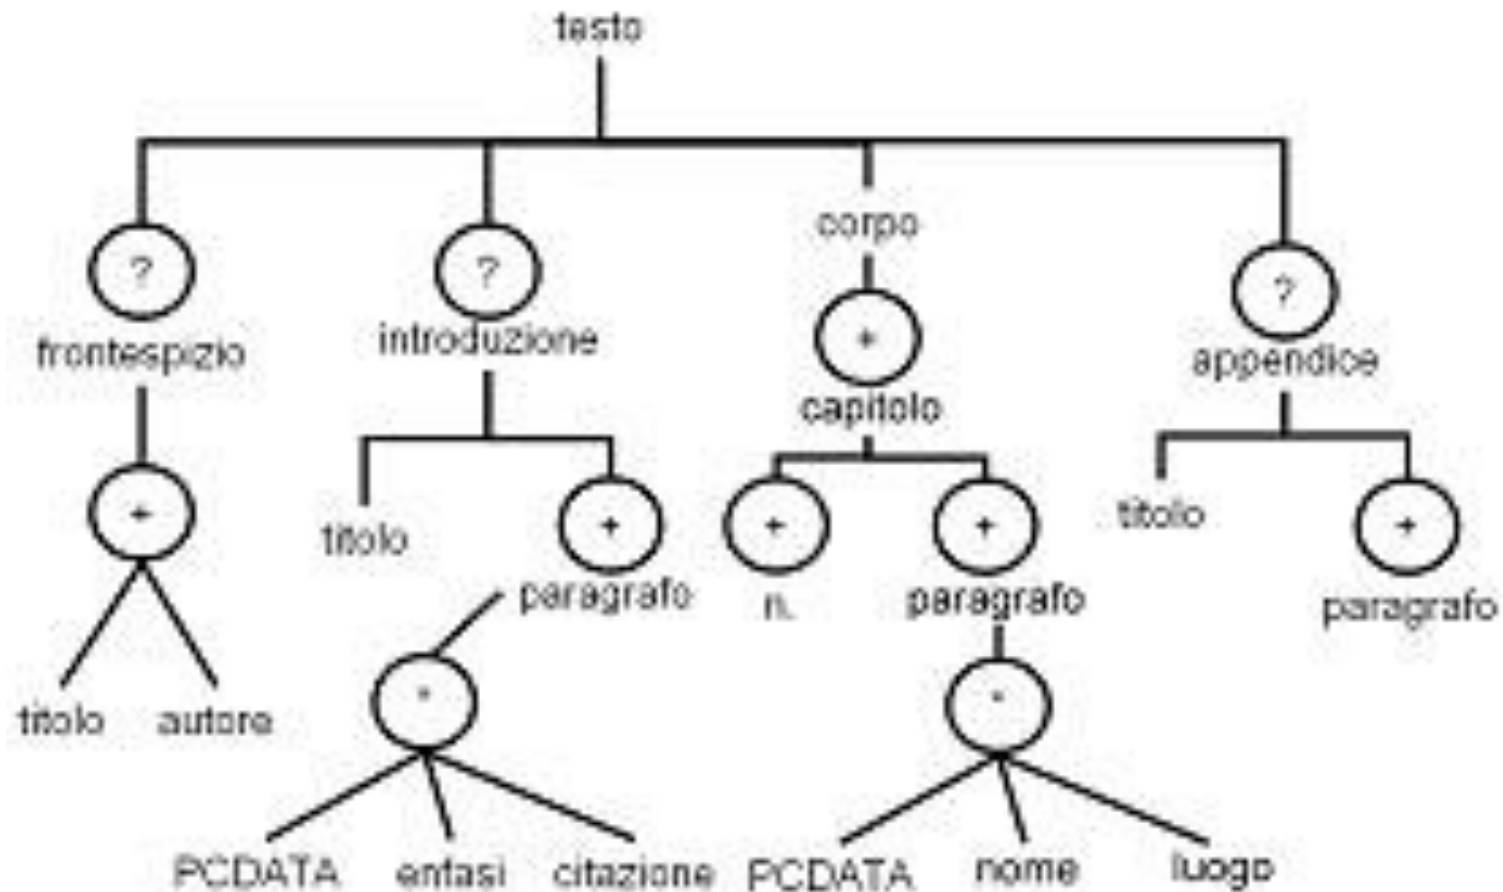 testo
corpo
? ? ?
frontespizio introduzione + appendice
capitolo
+ + + + titolo +
titolo paragrafo n. paragrafo paragrafo
* *
titolo autore
PCDATA enfasi citazione PCDATA nome luogo